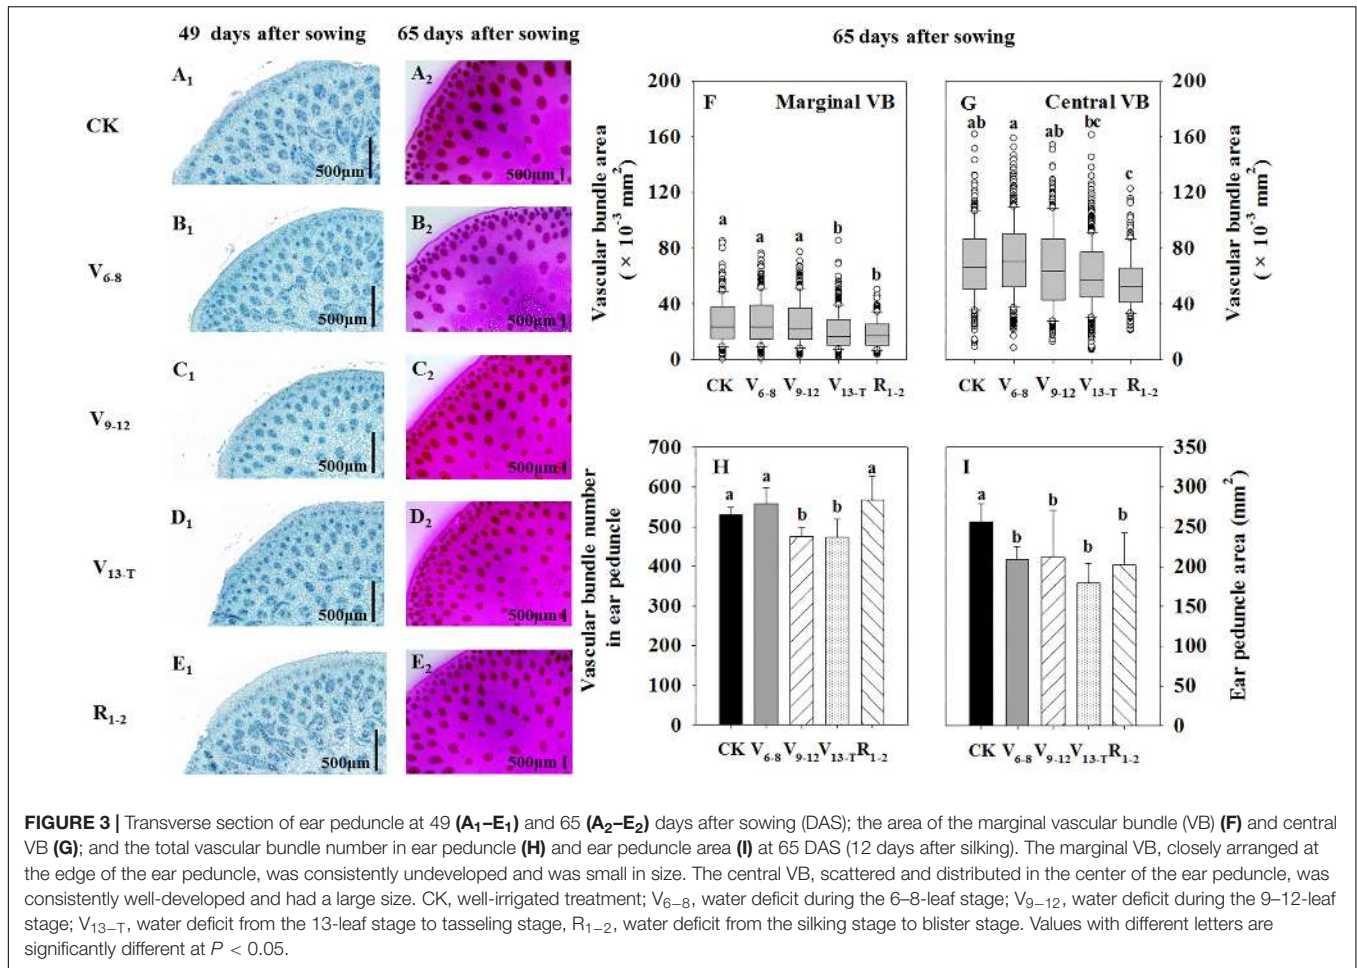 49 days after sowing
65 days after sowing
65 days after sowing
CK
A1
500µm
A2
500µm
V6-8
B1
500µm
B2
500µm
V9-12
C1
500µm
C2
500µm
V13-T
D1
500µm
D2
500µm
R1-2
E1
500µm
E2
500µm
Vascular bundle area
( × 10-3 mm2)
200
160
120
80
40
0
F
Marginal VB
a
a
a
b
b
CK
V6-8
V9-12
V13-T
R1-2
G
Central VB
ab
a
ab
bc
c
CK
V6-8
V9-12
V13-T
R1-2
200
160
120
80
40
0
Vascular bundle area
( × 10-3 mm2)
Vascular bundle number
in ear peduncle
700
600
500
400
300
200
100
0
H
a
a
b
b
a
CK
V6-8
V9-12
V13-T
R1-2
I
a
b
b
b
b
CK
V6-8
V9-12
V13-T
R1-2
350
300
250
200
150
100
50
0
Ear peduncle area (mm2)
FIGURE 3 | Transverse section of ear peduncle at 49 (A1–E1) and 65 (A2–E2) days after sowing (DAS); the area of the marginal vascular bundle (VB) (F) and central
VB (G); and the total vascular bundle number in ear peduncle (H) and ear peduncle area (I) at 65 DAS (12 days after silking). The marginal VB, closely arranged at
the edge of the ear peduncle, was consistently undeveloped and was small in size. The central VB, scattered and distributed in the center of the ear peduncle, was
consistently well-developed and had a large size. CK, well-irrigated treatment; V6–8, water deficit during the 6–8-leaf stage; V9–12, water deficit during the 9–12-leaf
stage; V13–T, water deficit from the 13-leaf stage to tasseling stage, R1–2, water deficit from the silking stage to blister stage. Values with different letters are
significantly different at P < 0.05.